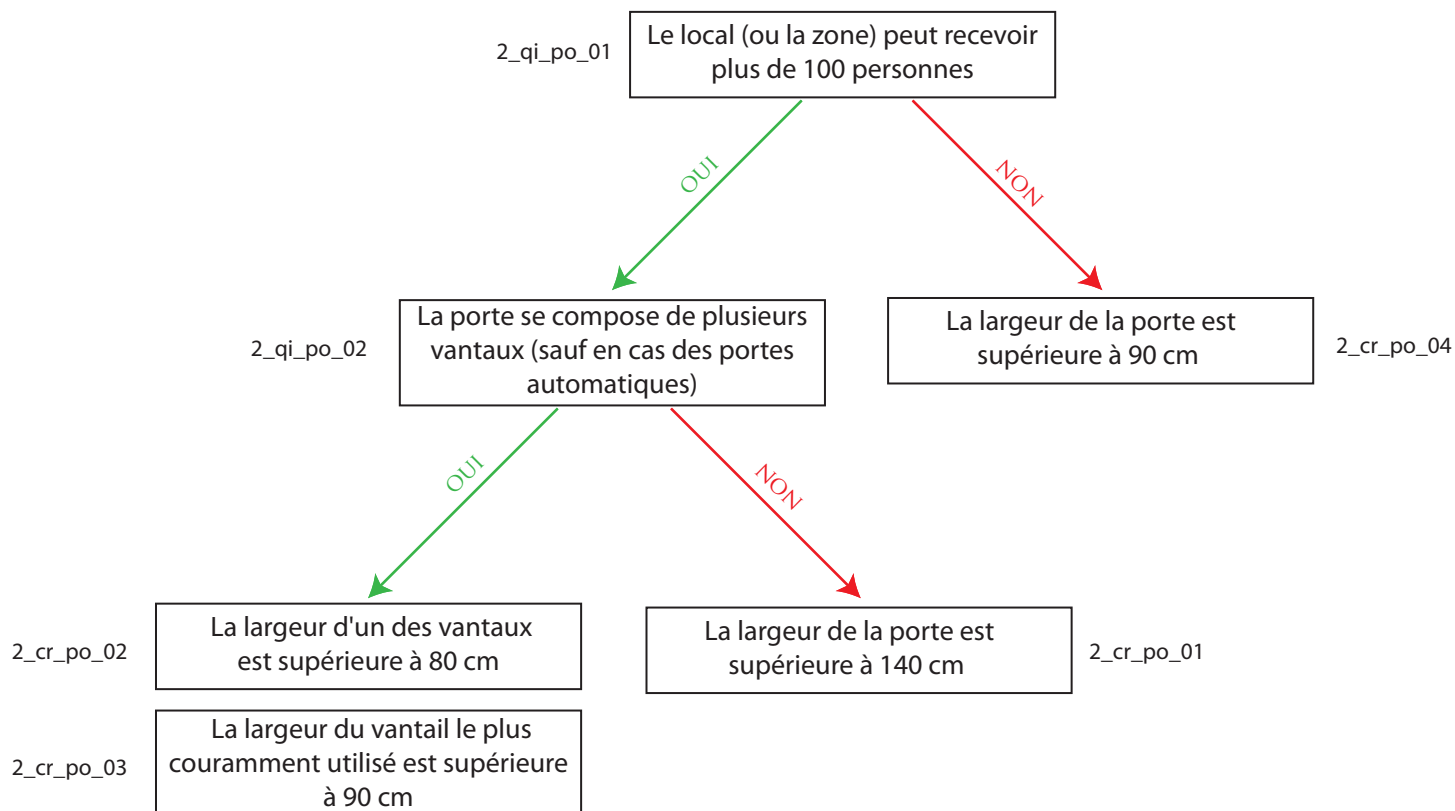 2_qi_po_01
Le local (ou la zone) peut recevoir
plus de 100 personnes
OUI
NON
2_qi_po_02
La porte se compose de plusieurs
vantaux (sauf en cas des portes
automatiques)
La largeur de la porte est
supérieure à 90 cm
2_cr_po_04
OUI
NON
2_cr_po_02
La largeur d'un des vantaux
est supérieure à 80 cm
La largeur de la porte est
supérieure à 140 cm
2_cr_po_01
2_cr_po_03
La largeur du vantail le plus
couramment utilisé est supérieure
à 90 cm